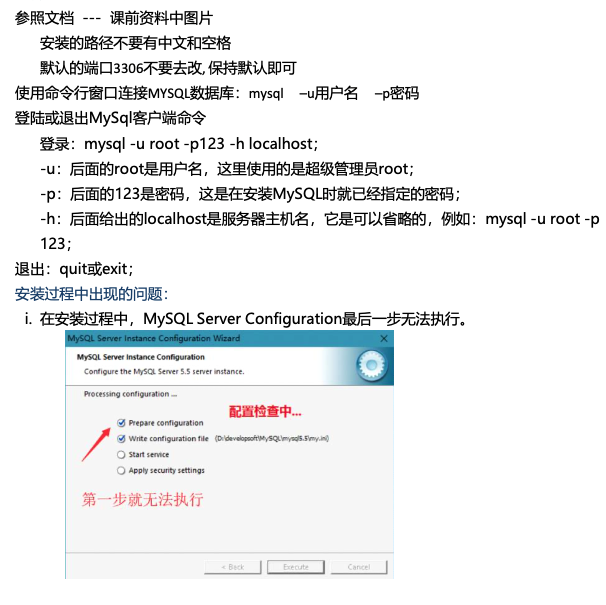 参照文档 --- 课前资料中图片
安装的路径不要有中文和空格
默认的端口3306不要去改,保持默认即可
使用命令行窗口连接MYSQL数据库：mysql –u用户名 –p密码
登陆或退出MySql客户端命令
登录：mysql -u root -p123 -h localhost；
-u：后面的root是用户名，这里使用的是超级管理员root；
-p：后面的123是密码，这是在安装MySQL时就已经指定的密码；
-h：后面给出的localhost是服务器主机名，它是可以省略的，例如：mysql -u root -p
123；
退出：quit或exit；
安装过程中出现的问题：
i. 在安装过程中，MySQL Server Configuration最后一步无法执行。
MySQL Server Instance Configuration Wizard
MySQL Server Instance Configuration
Configure the MySQL Server 5.5 server instance.
Processing configuration ...
配置检查中...
Prepare configuration
Write configuration file (D:\developsoft\MySQL\mysql5.5\my.ini)
Start service
Apply security settings
第一步就无法执行
< Back Execute Cancel